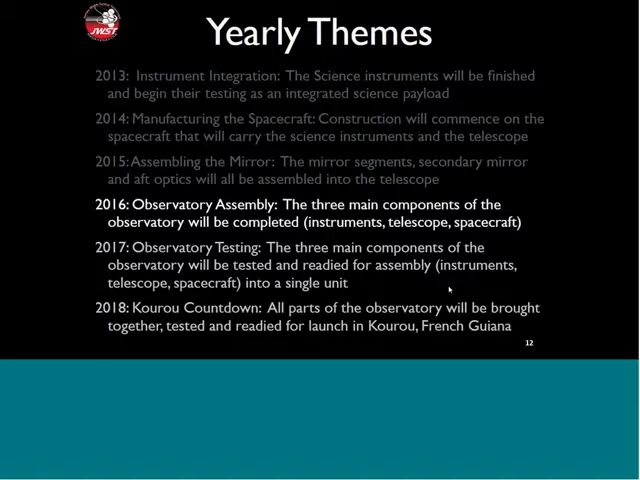 JWST
Yearly Themes
2013: Instrument Integration: The Science instruments will be finished
and begin their testing as an integrated science payload
2014: Manufacturing the Spacecraft: Construction will commence on the
spacecraft that will carry the science instruments and the telescope
2015: Assembling the Mirror: The mirror segments, secondary mirror
and aft optics will all be assembled into the telescope
2016: Observatory Assembly: The three main components of the
observatory will be completed (instruments, telescope, spacecraft)
2017: Observatory Testing: The three main components of the
observatory will be tested and readied for assembly (instruments,
telescope, spacecraft) into a single unit
2018: Kourou Countdown: All parts of the observatory will be brought
together, tested and readied for launch in Kourou, French Guiana
12